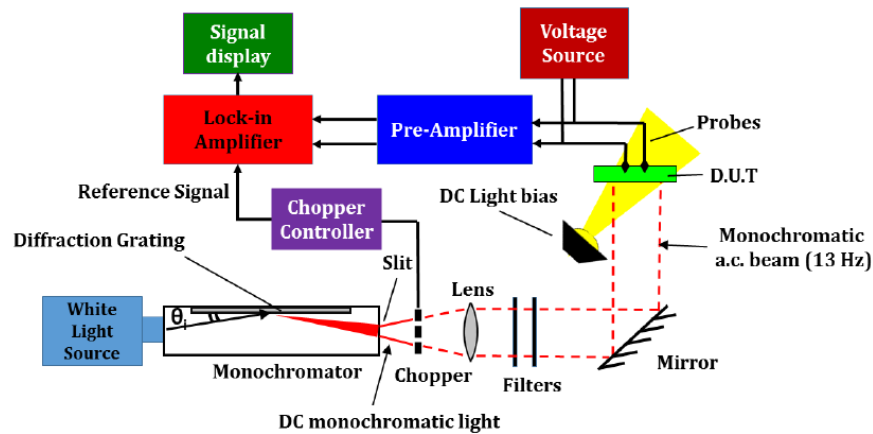 Signal
display
Voltage
Source
Lock-in
Amplifier
Pre-Amplifier
Probes
D.U.T
Reference Signal
Chopper
Controller
DC Light bias
Diffraction Grating
Monochromatic
a.c. beam (13 Hz)
Slit
Lens
White
Light
Source
θi
Monochromator
Chopper
Filters
Mirror
DC monochromatic light